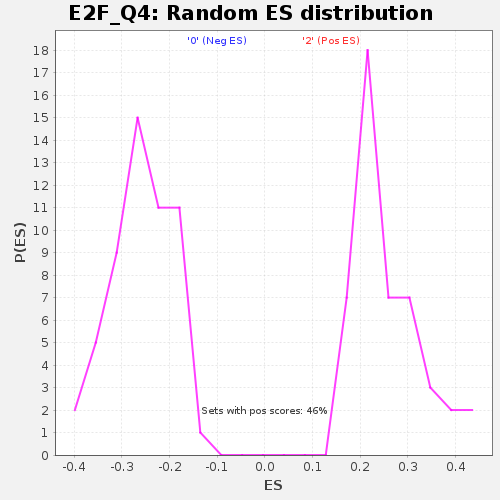 E2F_Q4: Random ES distribution
'0' (Neg ES)
'2' (Pos ES)
18
17
16
15
14
13
12
11
10
9
8
7
6
5
4
3
2
1
0
P(ES)
Sets with pos scores: 46%
-0.4 -0.3 -0.2 -0.1 0.0 0.1 0.2 0.3 0.4
ES